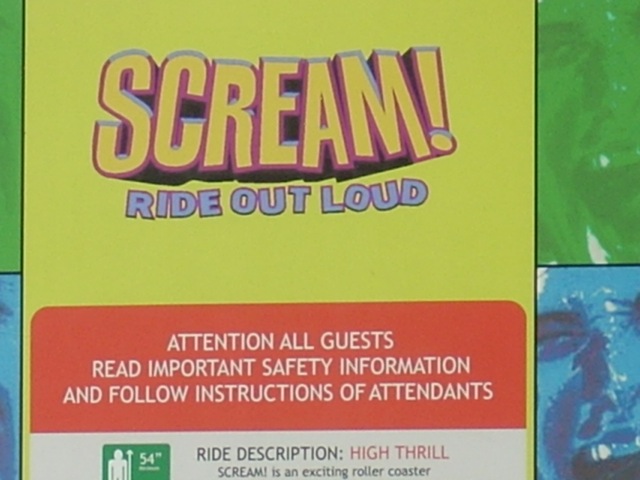 SCREAM!
RIDE OUT LOUD
ATTENTION ALL GUESTS
READ IMPORTANT SAFETY INFORMATION
AND FOLLOW INSTRUCTIONS OF ATTENDANTS
54"
RIDE DESCRIPTION: HIGH THRILL
SCREAM! is an exciting roller coaster